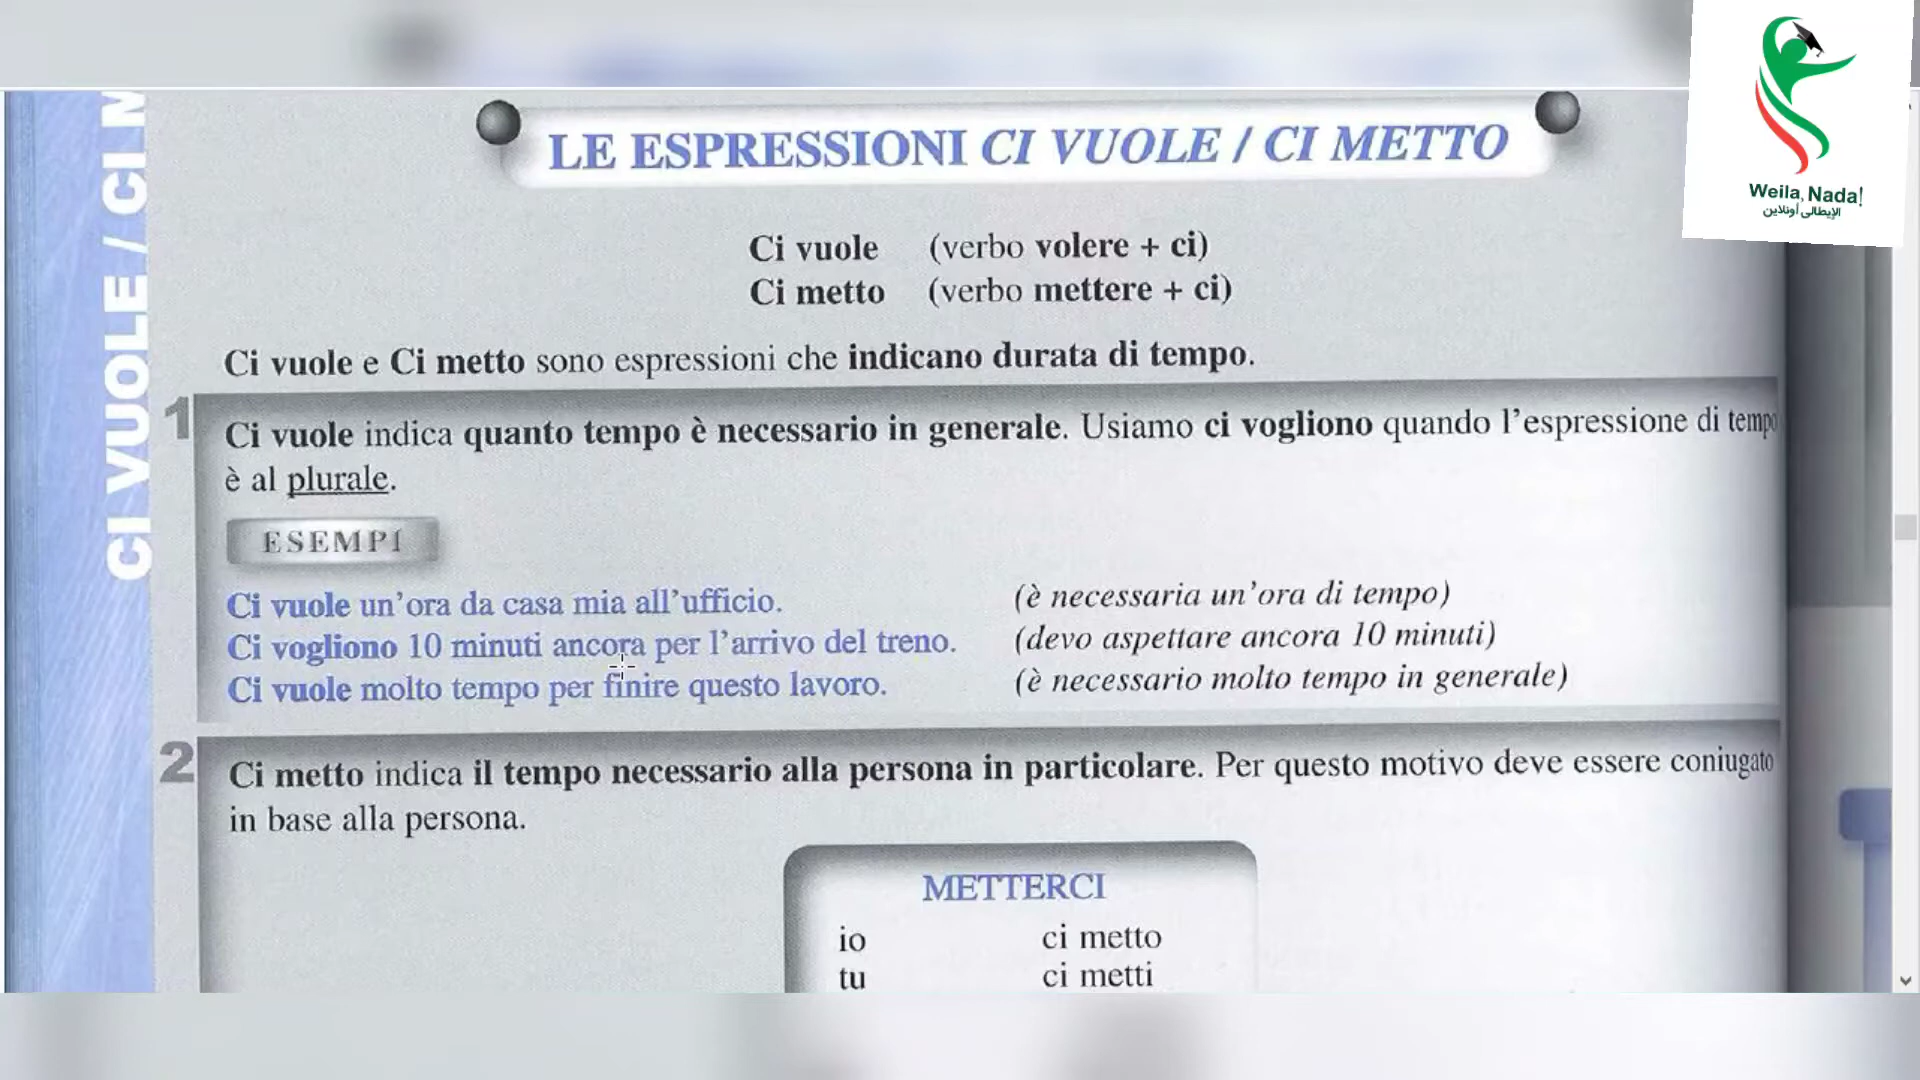 Weila, Nada!
الإيطالى أونلاين
CI VUOLE / CI M
LE ESPRESSIONI CI VUOLE / CI METTO
Ci vuole (verbo volere + ci)
Ci metto (verbo mettere + ci)
Ci vuole e Ci metto sono espressioni che indicano durata di tempo.
1
Ci vuole indica quanto tempo è necessario in generale. Usiamo ci vogliono quando l'espressione di tempo
è al plurale.
ESEMPI
Ci vuole un'ora da casa mia all'ufficio. (è necessaria un'ora di tempo)
Ci vogliono 10 minuti ancora per l'arrivo del treno. (devo aspettare ancora 10 minuti)
Ci vuole molto tempo per finire questo lavoro. (è necessario molto tempo in generale)
2
Ci metto indica il tempo necessario alla persona in particolare. Per questo motivo deve essere coniugato
in base alla persona.
METTERCI
io ci metto
tu ci metti